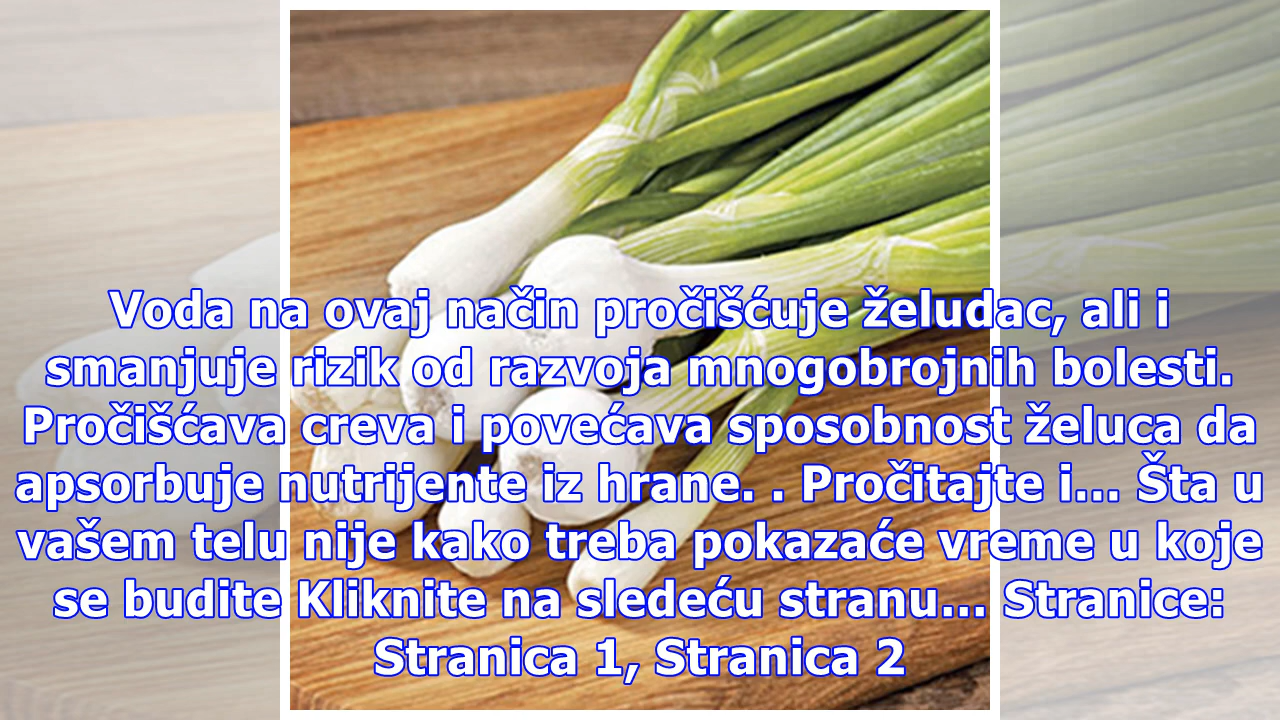 Voda na ovaj način pročišćuje želudac, ali i
smanjuje rizik od razvoja mnogobrojnih bolesti.
Pročišćava creva i povećava sposobnost želuca da
apsorbuje nutrijente iz hrane. . Pročitajte i... Šta u
vašem telu nije kako treba pokazaće vreme u koje
se budite Kliknite na sledeću stranu... Stranice:
Stranica 1, Stranica 2